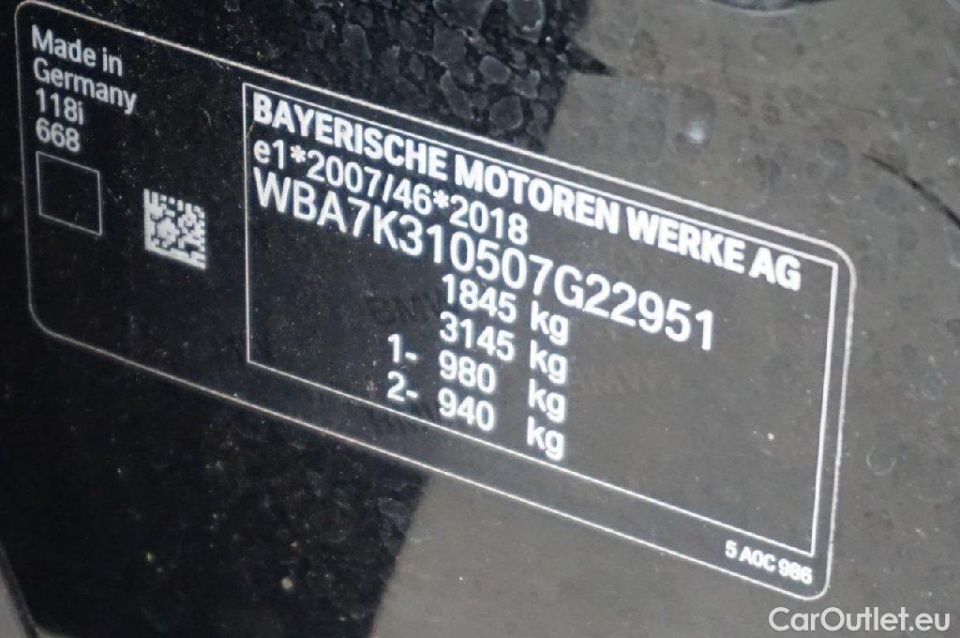 Made in
Germany
118i
668
BAYERISCHE MOTOREN WERKE AG
e1*2007/46*2018
WBA7K310507G22951
1845 kg
3145 kg
1- 980 kg
2- 940 kg
5 A0C 986
CarOutlet.eu